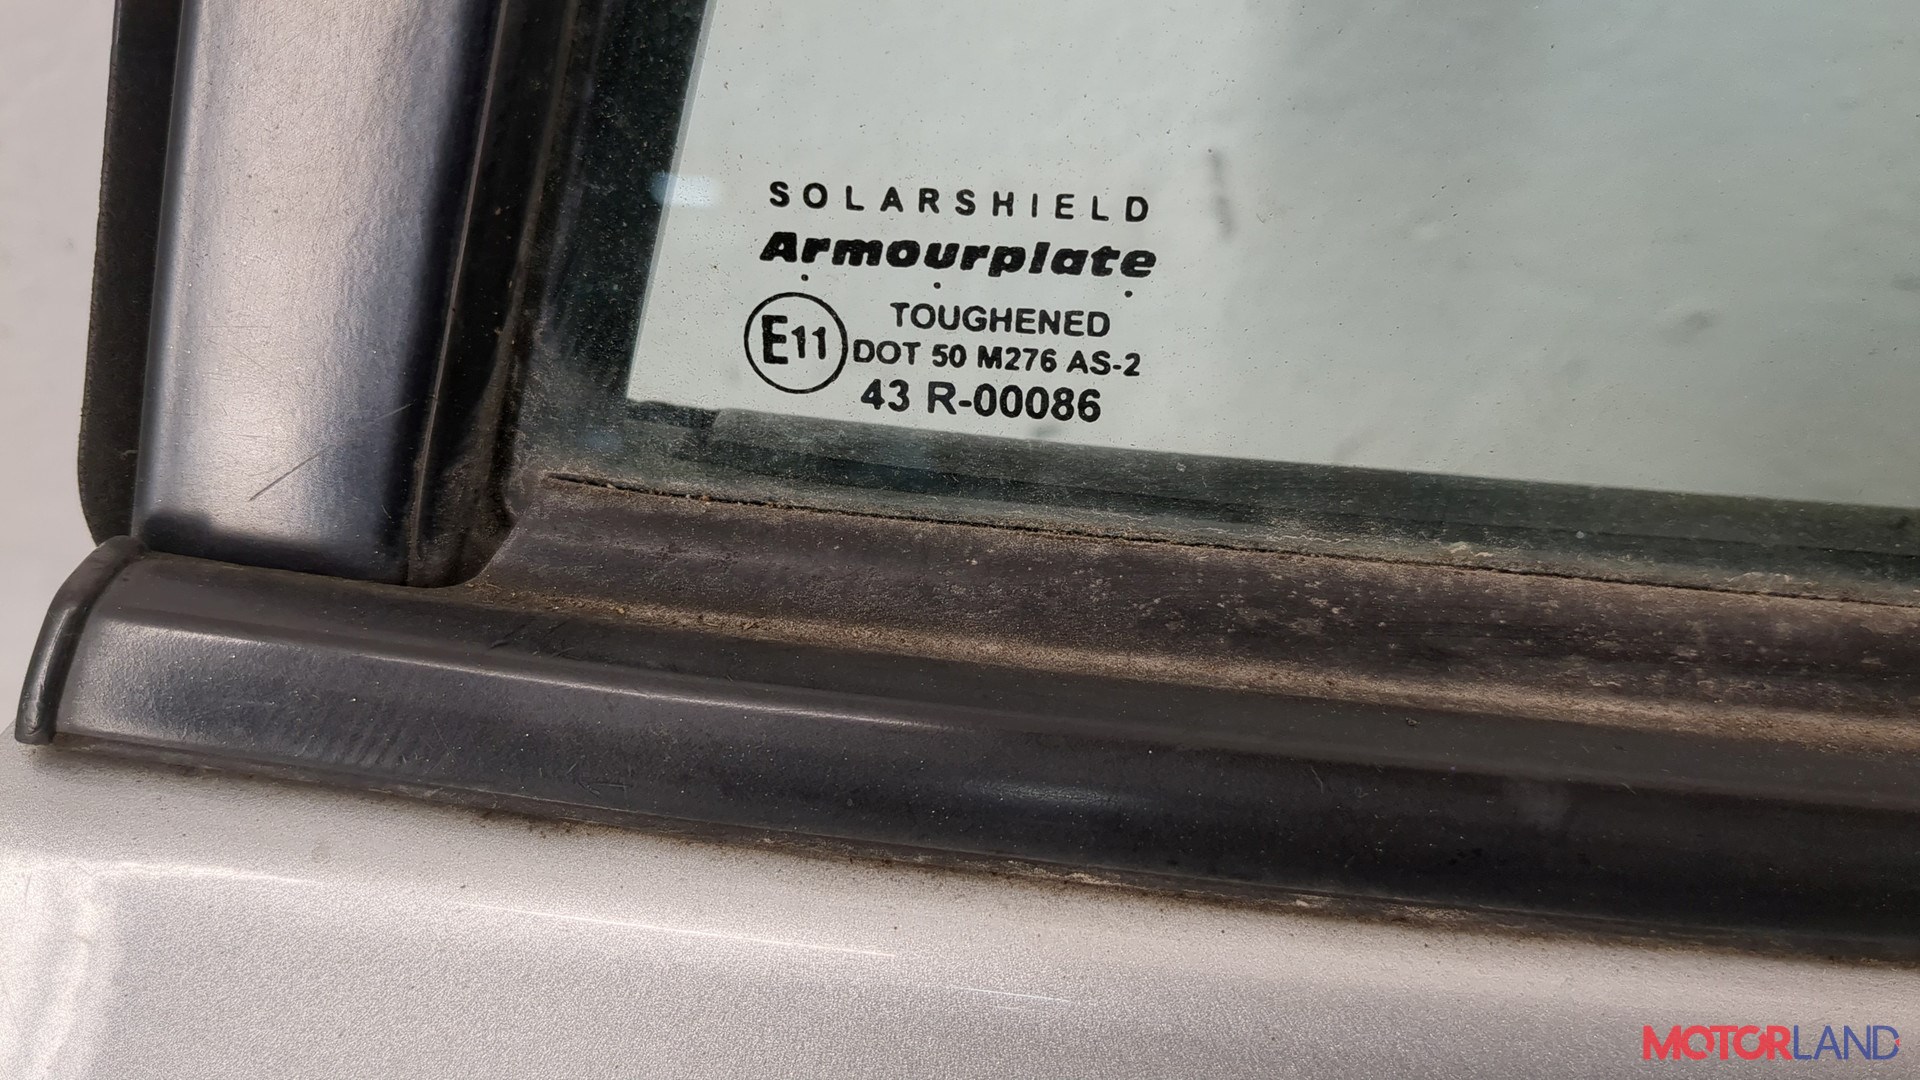 SOLARSHIELD
Armourplate
TOUGHENED
E11 DOT 50 M276 AS-2
43 R-00086
MOTORLAND